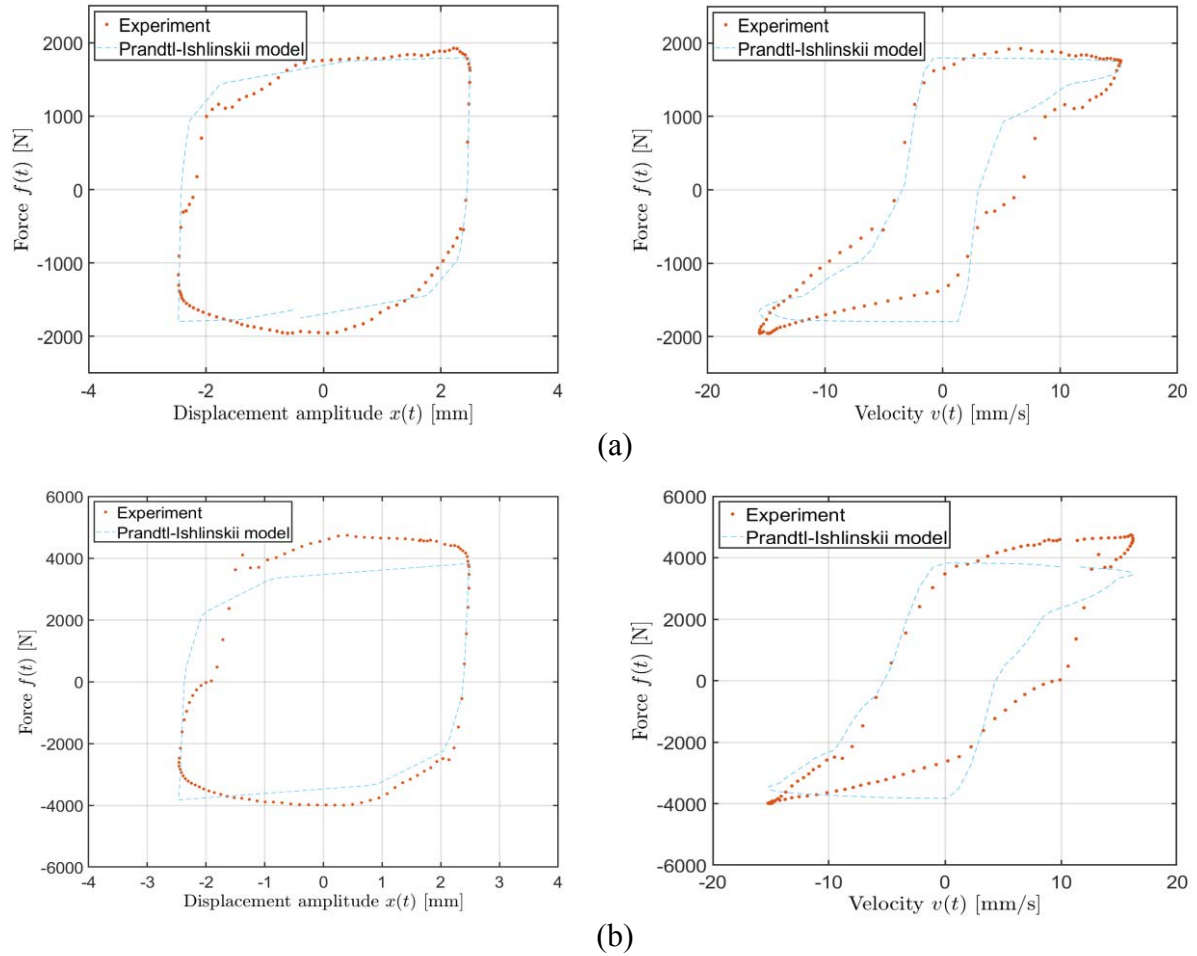 Experiment
Prandtl-Ishlinskii model
2000
1000
0
-1000
-2000
-4
-2
0
2
4
Force f(t) [N]
Displacement amplitude x(t) [mm]
Experiment
Prandtl-Ishlinskii model
2000
1000
0
-1000
-2000
-20
-10
0
10
20
Force f(t) [N]
Velocity v(t) [mm/s]
(a)
Experiment
Prandtl-Ishlinskii model
6000
4000
2000
0
-2000
-4000
-6000
-4
-3
-2
-1
0
1
2
3
4
Force f(t) [N]
Displacement amplitude x(t) [mm]
Experiment
Prandtl-Ishlinskii model
6000
4000
2000
0
-2000
-4000
-6000
-20
-10
0
10
20
Force f(t) [N]
Velocity v(t) [mm/s]
(b)